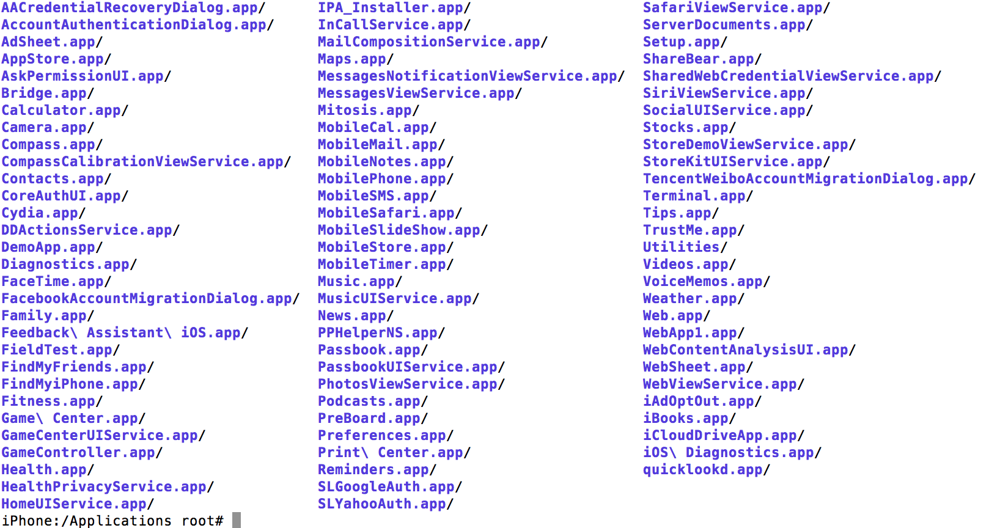 AACredentialRecoveryDialog.app/ IPA_Installer.app/ SafariViewService.app/
AccountAuthenticationDialog.app/ InCallService.app/ ServerDocuments.app/
AdSheet.app/ MailCompositionService.app/ Setup.app/
AppStore.app/ Maps.app/ ShareBear.app/
AskPermissionUI.app/ MessagesNotificationViewService.app/ SharedWebCredentialViewService.app/
Bridge.app/ MessagesViewService.app/ SiriViewService.app/
Calculator.app/ Mitosis.app/ SocialUIService.app/
Camera.app/ MobileCal.app/ Stocks.app/
Compass.app/ MobileMail.app/ StoreDemoViewService.app/
CompassCalibrationViewService.app/ MobileNotes.app/ StoreKitUIService.app/
Contacts.app/ MobilePhone.app/ TencentWeiboAccountMigrationDialog.app/
CoreAuthUI.app/ MobileSMS.app/ Terminal.app/
Cydia.app/ MobileSafari.app/ Tips.app/
DDActionsService.app/ MobileSlideShow.app/ TrustMe.app/
DemoApp.app/ MobileStore.app/ Utilities/
Diagnostics.app/ MobileTimer.app/ Videos.app/
FaceTime.app/ Music.app/ VoiceMemos.app/
FacebookAccountMigrationDialog.app/ MusicUIService.app/ Weather.app/
Family.app/ News.app/ Web.app/
Feedback\ Assistant\ iOS.app/ PPHelperNS.app/ WebApp1.app/
FieldTest.app/ Passbook.app/ WebContentAnalysisUI.app/
FindMyFriends.app/ PassbookUIService.app/ WebSheet.app/
FindMyiPhone.app/ PhotosViewService.app/ WebViewService.app/
Fitness.app/ Podcasts.app/ iAdOptOut.app/
Game\ Center.app/ PreBoard.app/ iBooks.app/
GameCenterUIService.app/ Preferences.app/ iCloudDriveApp.app/
GameController.app/ Print\ Center.app/ iOS\ Diagnostics.app/
Health.app/ Reminders.app/ quicklookd.app/
HealthPrivacyService.app/ SLGoogleAuth.app/
HomeUIService.app/ SLYahooAuth.app/
iPhone:/Applications root#